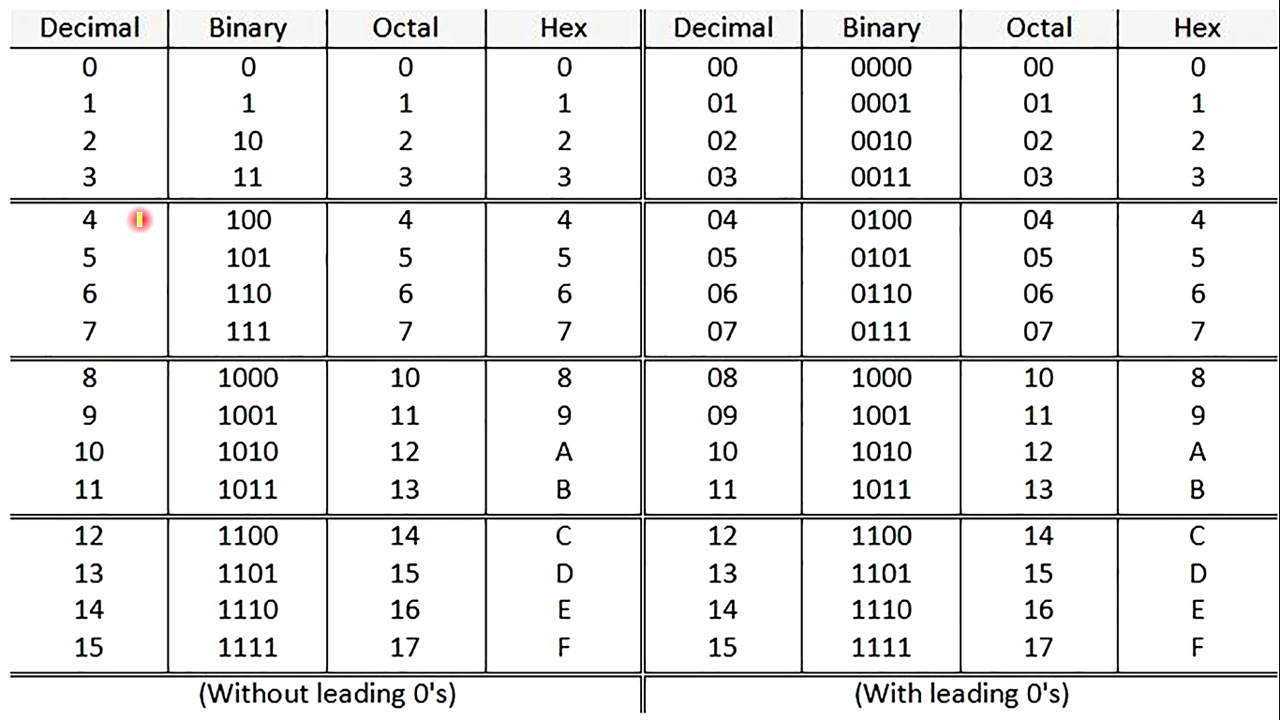 Decimal Binary Octal Hex Decimal Binary Octal Hex
0 0 0 0 00 0000 00 0
1 1 1 1 01 0001 01 1
2 10 2 2 02 0010 02 2
3 11 3 3 03 0011 03 3
4 100 4 4 04 0100 04 4
5 101 5 5 05 0101 05 5
6 110 6 6 06 0110 06 6
7 111 7 7 07 0111 07 7
8 1000 10 8 08 1000 10 8
9 1001 11 9 09 1001 11 9
10 1010 12 A 10 1010 12 A
11 1011 13 B 11 1011 13 B
12 1100 14 C 12 1100 14 C
13 1101 15 D 13 1101 15 D
14 1110 16 E 14 1110 16 E
15 1111 17 F 15 1111 17 F
(Without leading 0's) (With leading 0's)